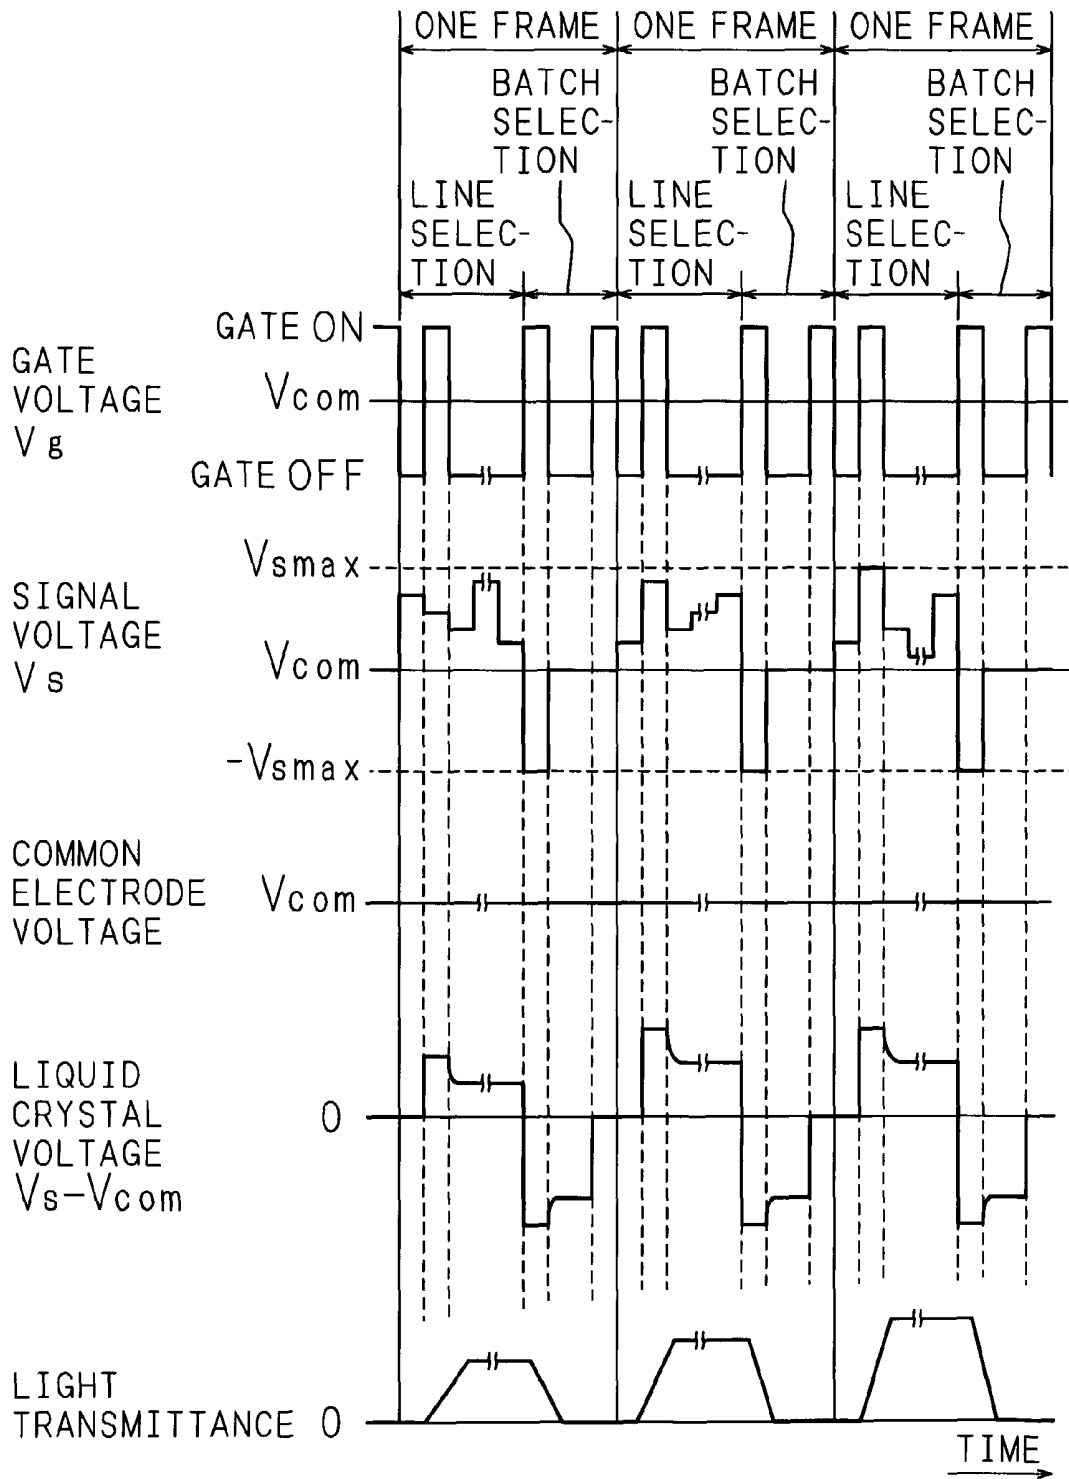 ONE FRAME ONE FRAME ONE FRAME
BATCH BATCH BATCH
SELEC- SELEC- SELEC-
TION TION TION
LINE LINE LINE
SELEC- SELEC- SELEC-
TION TION TION
GATE ON
GATE
VOLTAGE
Vg
Vcom
GATE OFF
Vsmax
SIGNAL
VOLTAGE
Vs
Vcom
-Vsmax
COMMON
ELECTRODE
VOLTAGE
Vcom
LIQUID
CRYSTAL
VOLTAGE
Vs-Vcom
0
LIGHT
TRANSMITTANCE 0
TIME